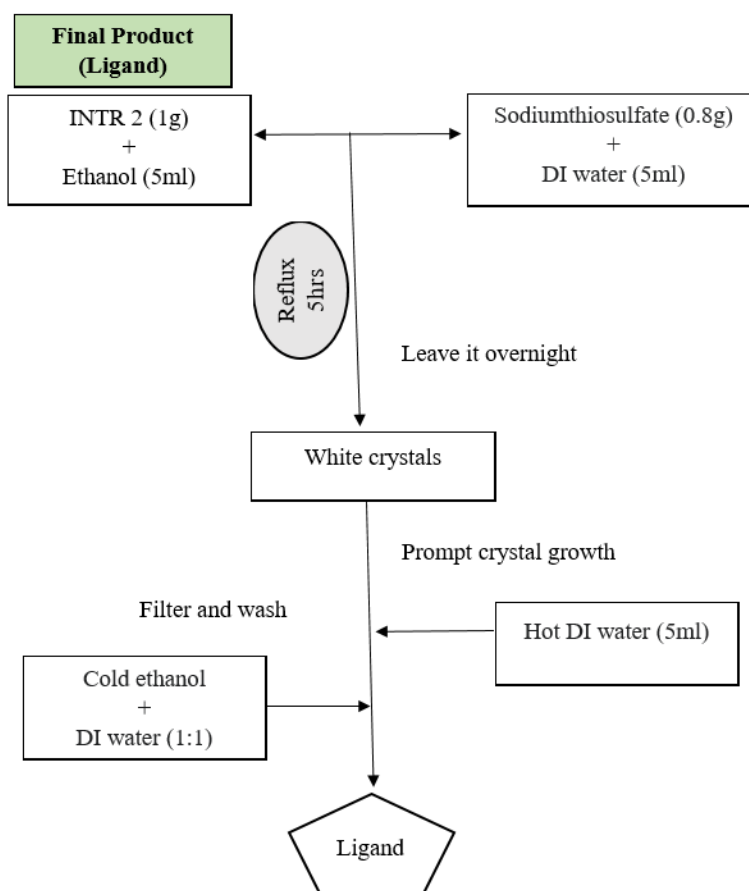 Final Product
(Ligand)
INTR 2 (1g)
+
Ethanol (5ml)
Sodiumthiosulfate (0.8g)
+
DI water (5ml)
Reflux
5hrs
Leave it overnight
White crystals
Prompt crystal growth
Filter and wash
Hot DI water (5ml)
Cold ethanol
+
DI water (1:1)
Ligand